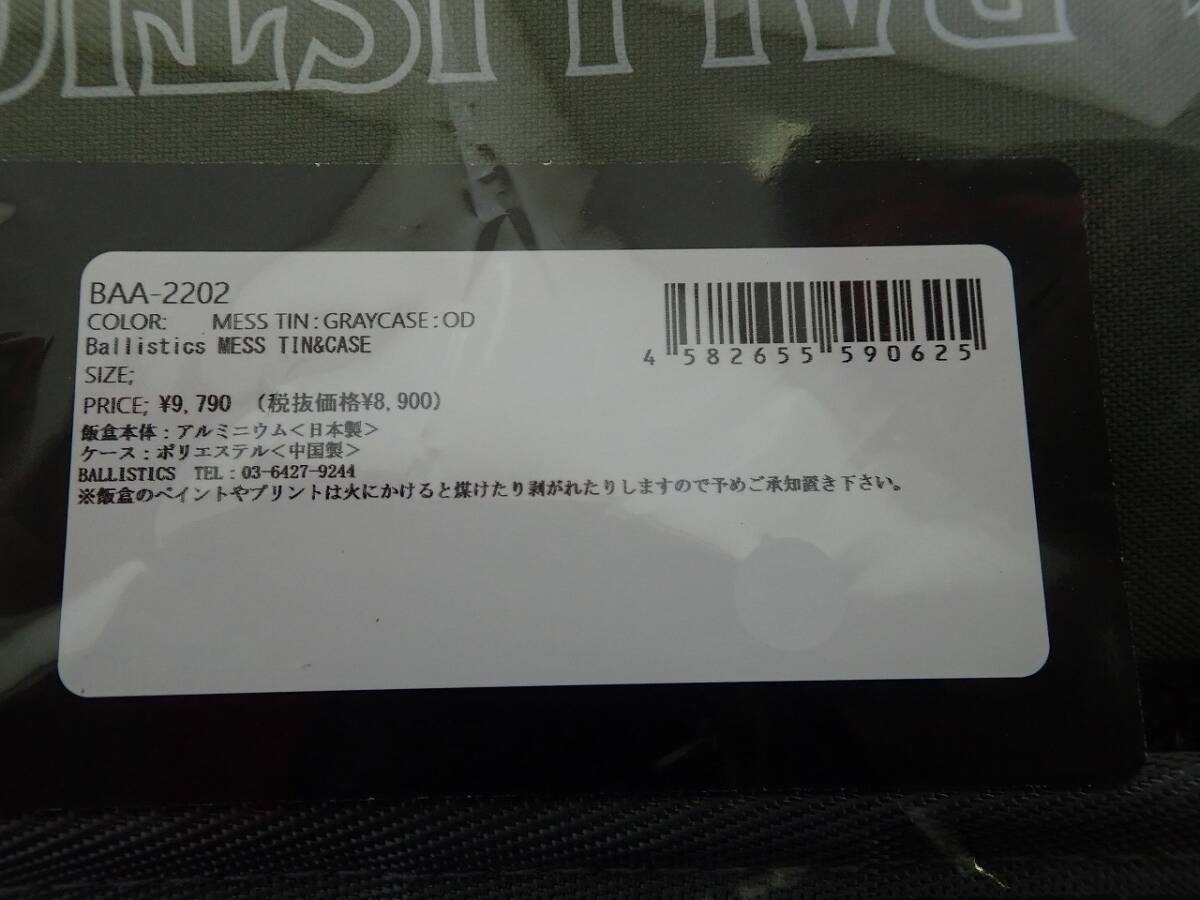 BALLISTIC
BAA-2202
COLOR: MESS TIN:GRAYCASE:OD
Ballistics MESS TIN&CASE
SIZE;
PRICE; ¥9,790 (税抜価格¥8,900)
飯盒本体:アルミニウム<日本製>
ケース:ポリエステル<中国製>
BALLISTICS TEL:03-6427-9244
※飯盒のペイントやプリントは火にかけると煤けたり剥がれたりしますので予めご承知置き下さい。
4 582655 590625